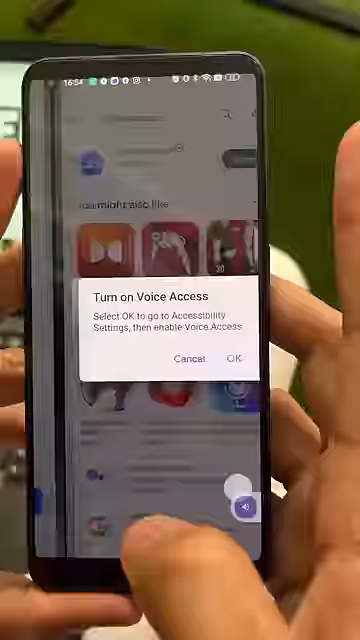 16:54
might also like
Turn on Voice Access
Select OK to go to Accessibility
Settings, then enable Voice Access
Cancel
OK